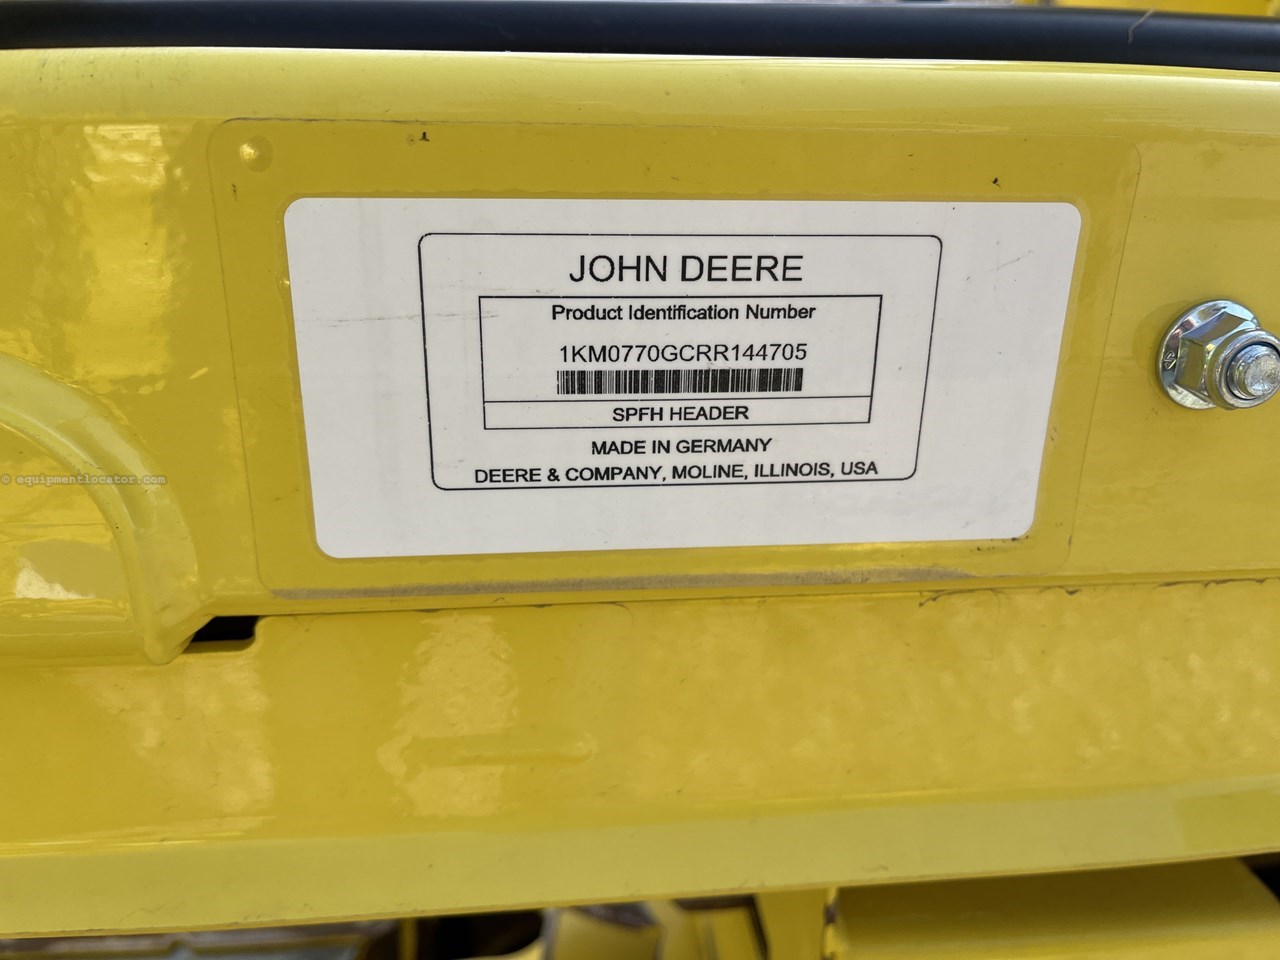 JOHN DEERE
Product Identification Number
1KM0770GCRR144705
SPFH HEADER
MADE IN GERMANY
DEERE & COMPANY, MOLINE, ILLINOIS, USA
© equipmentlocator.com